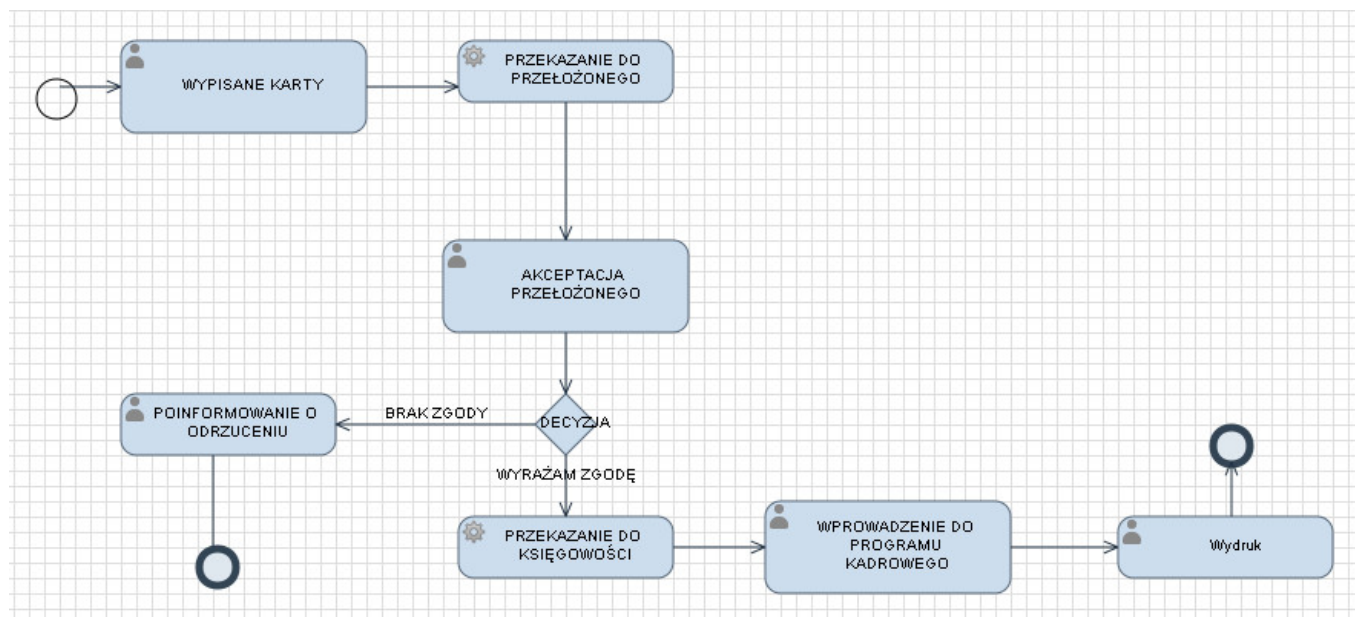 WYPISANE KARTY
PRZEKAZANIE DO
PRZEŁOŻONEGO
AKCEPTACJA
PRZEŁOŻONEGO
POINFORMOWANIE O
ODRZUCENIU
BRAK ZGODY
DECYZJA
WYRAŻAM ZGODĘ
PRZEKAZANIE DO
KSIĘGOWOŚCI
WPROWADZENIE DO
PROGRAMU
KADROWEGO
Wydruk